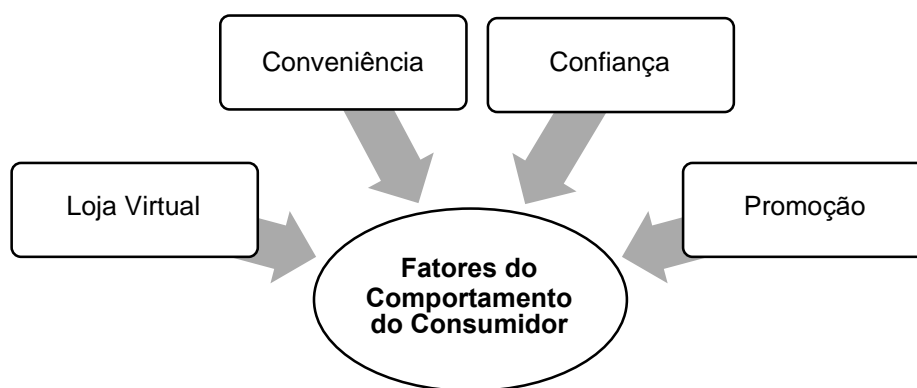 Conveniência
Confiança
Loja Virtual
Promoção
Fatores do
Comportamento
do Consumidor